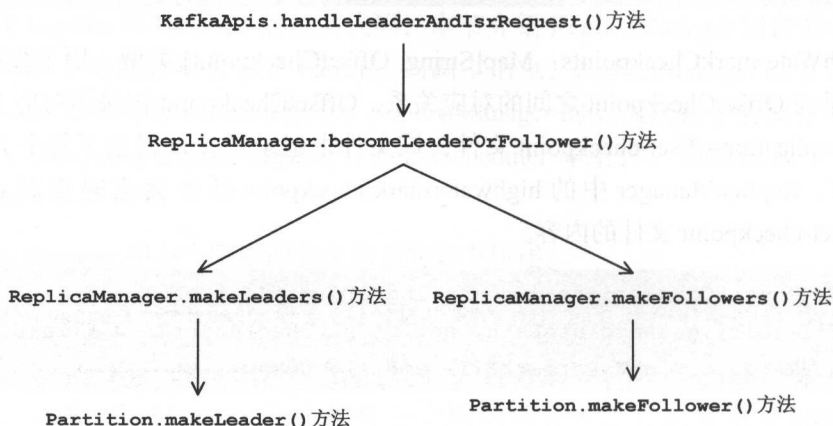 KafkaApis.handleLeaderAndIsrRequest()方法
ReplicaManager.becomeLeaderOrFollower()方法
ReplicaManager.makeLeaders()方法
ReplicaManager.makeFollowers()方法
Partition.makeLeader()方法
Partition.makeFollower()方法